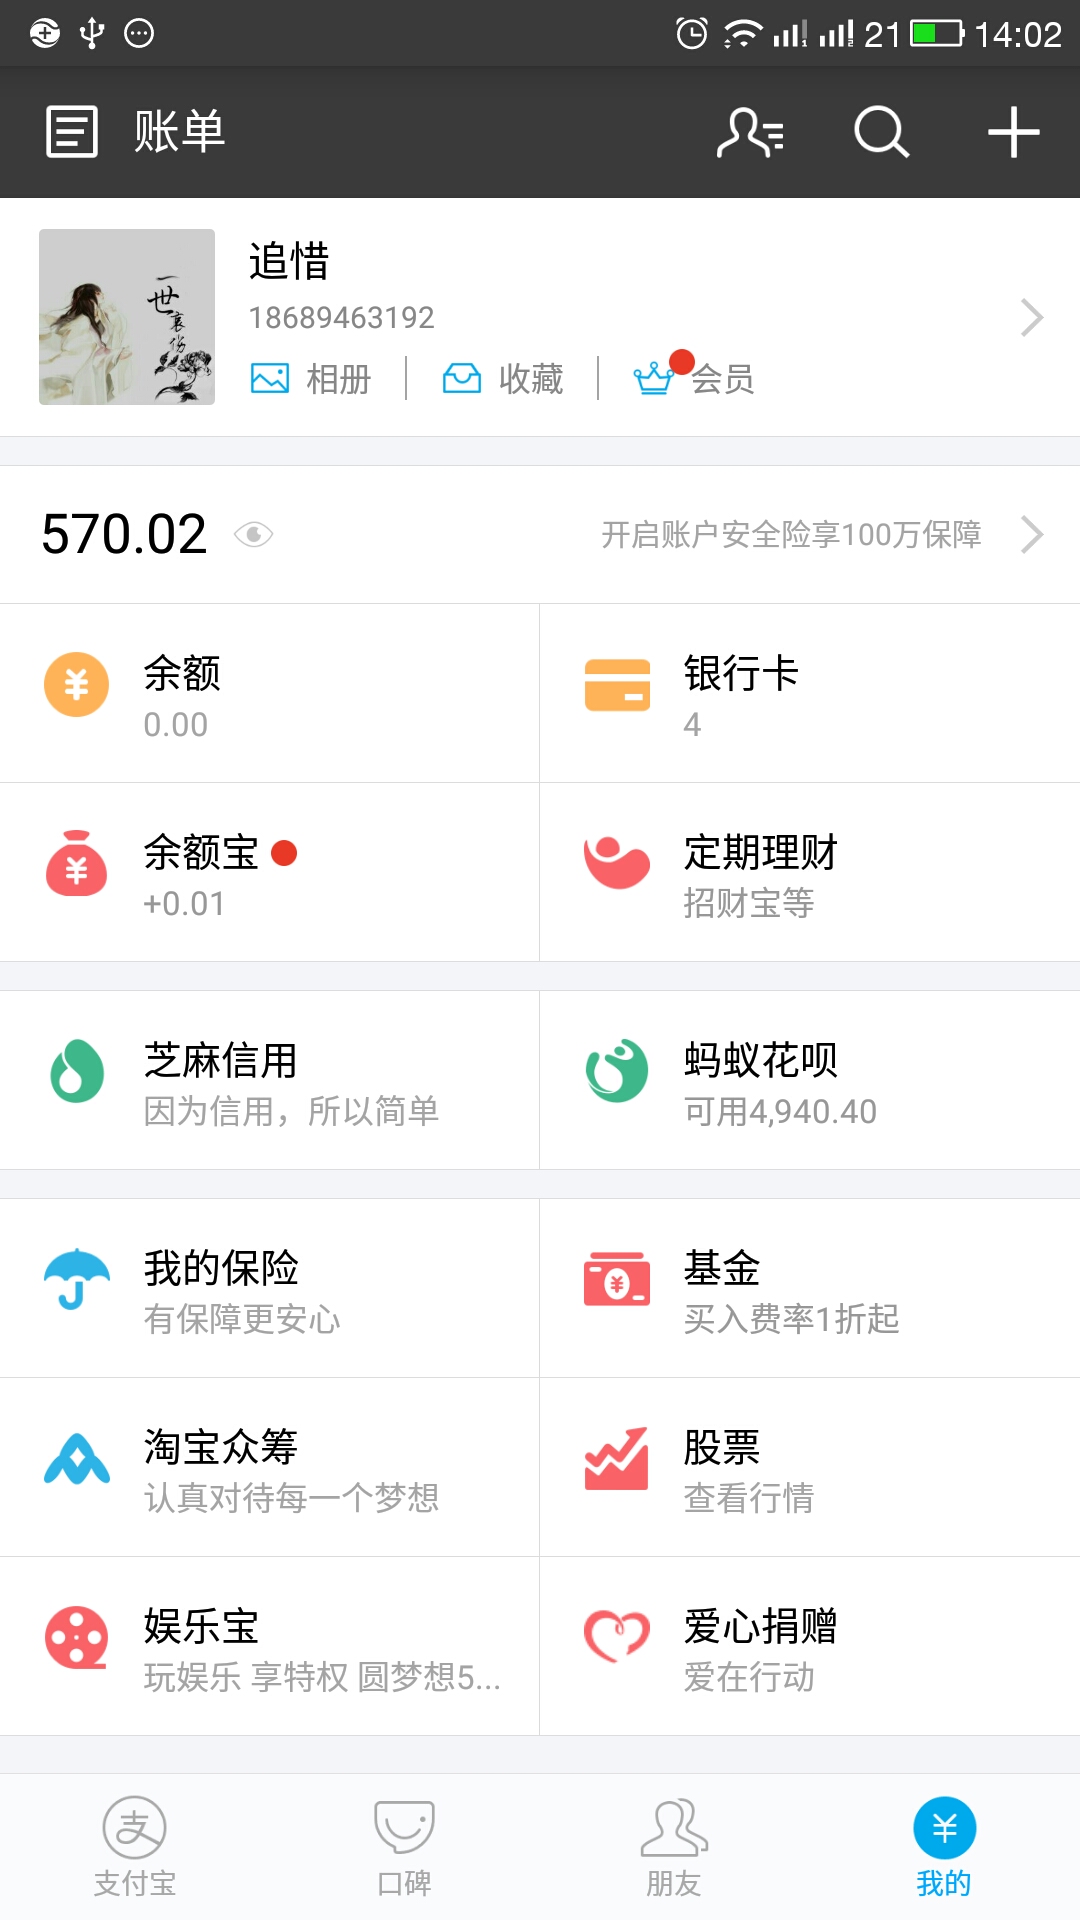 21 14:02
账单
追惜
18689463192
相册 收藏 会员
一世哀伤
570.02 开启账户安全险享100万保障
余额 银行卡
0.00 4
余额宝 定期理财
+0.01 招财宝等
芝麻信用 蚂蚁花呗
因为信用，所以简单 可用4,940.40
我的保险 基金
有保障更安心 买入费率1折起
淘宝众筹 股票
认真对待每一个梦想 查看行情
娱乐宝 爱心捐赠
玩娱乐 享特权 圆梦想5... 爱在行动
支付宝 口碑 朋友 我的